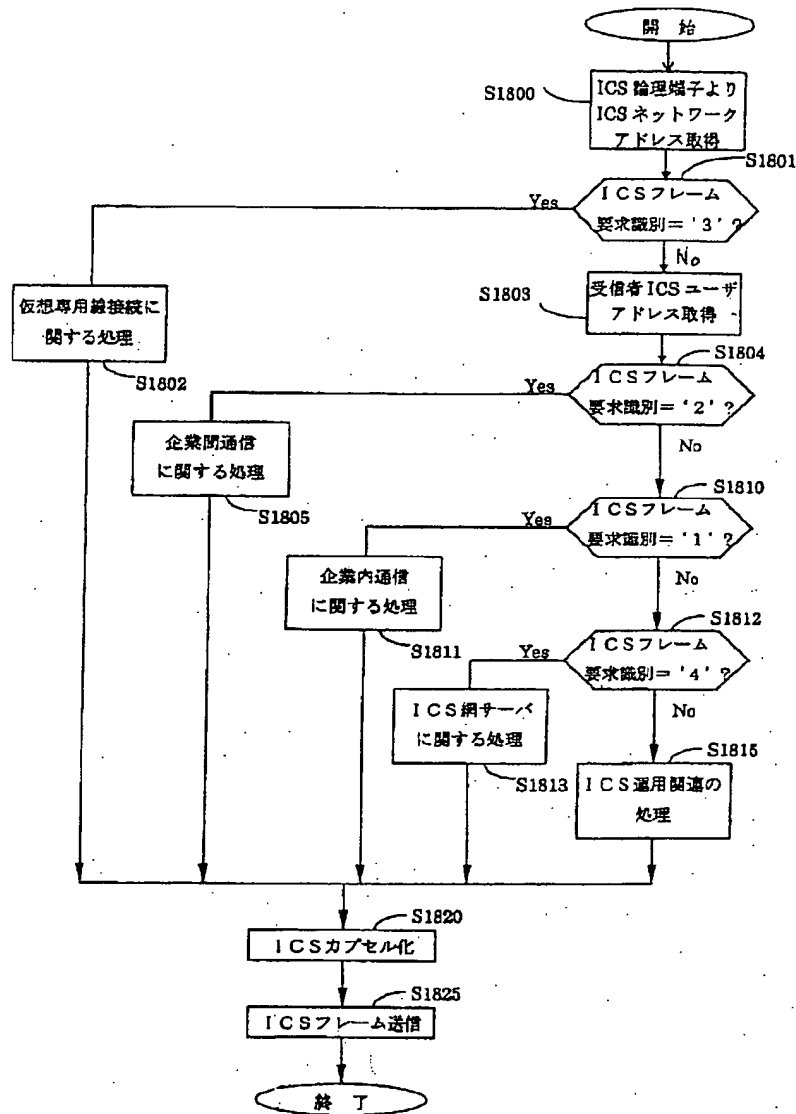 開 始
S1800
ICS 論理端子より
ICS ネットワーク
アドレス取得
S1801
ICSフレーム
要求識別=‘3’?
Yes
No
仮想専用線接続に
関する処理
S1802
S1803
受信者ICSユーザ
アドレス取得
S1804
ICSフレーム
要求識別=‘2’?
Yes
No
企業間通信
に関する処理
S1805
S1810
ICSフレーム
要求識別=‘1’?
Yes
No
企業内通信
に関する処理
S1811
S1812
ICSフレーム
要求識別=‘4’?
Yes
No
ICS網サーバ
に関する処理
S1813
S1815
ICS運用関連の
処理
S1820
ICSカプセル化
S1825
ICSフレーム送信
終 了